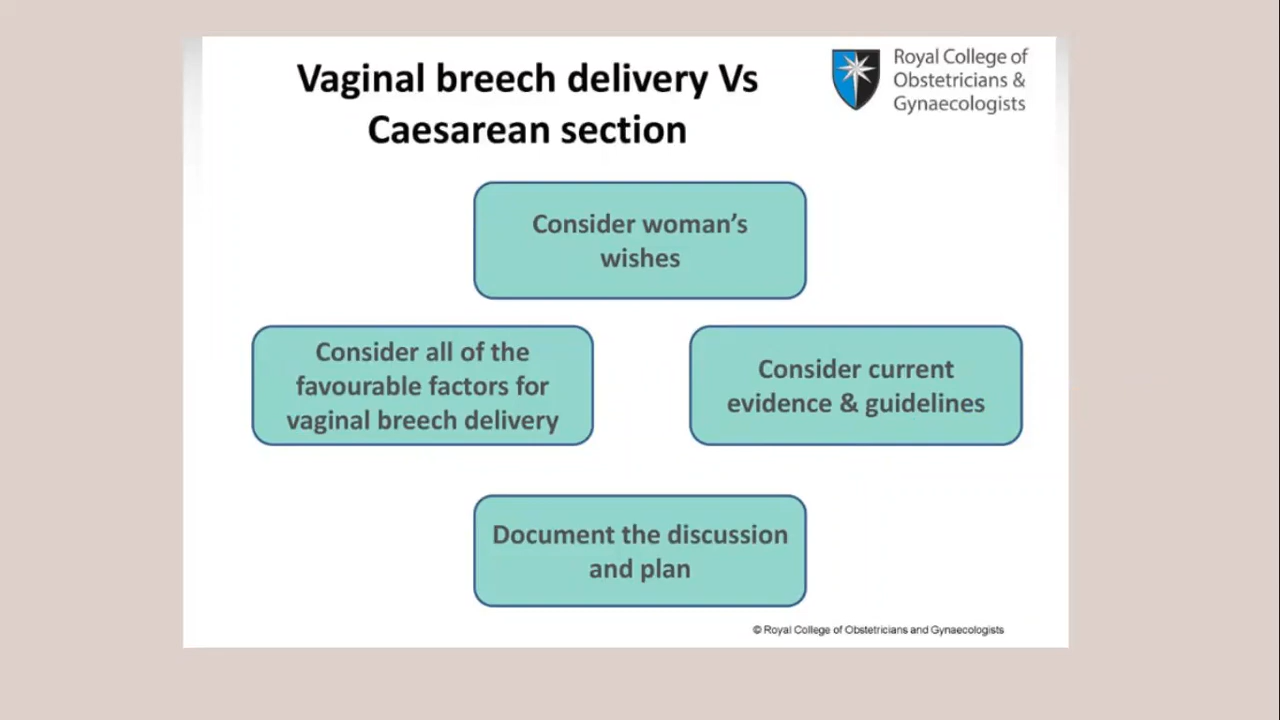 Vaginal breech delivery Vs
Caesarean section
Royal College of
Obstetricians &
Gynaecologists
Consider woman’s
wishes
Consider all of the
favourable factors for
vaginal breech delivery
Consider current
evidence & guidelines
Document the discussion
and plan
© Royal College of Obstetricians and Gynaecologists